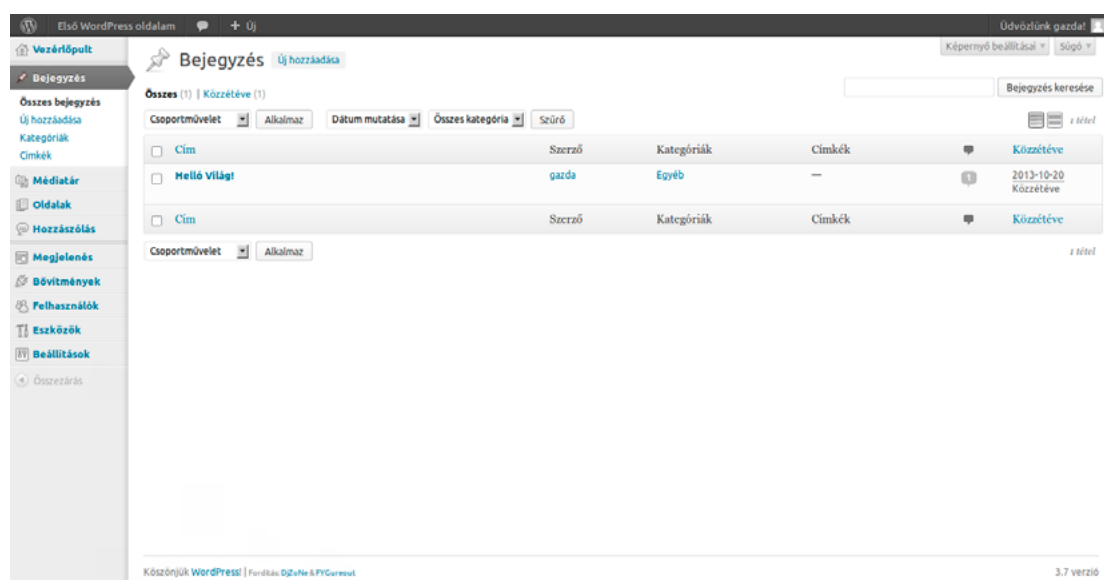 Első WordPress oldalam + Új Üdvözlünk gazda!
Vezérlőpult
Bejegyzés
Összes bejegyzés
Új hozzáadása
Kategóriák
Címkék
Médiatár
Oldalak
Hozzászólás
Megjelenés
Bővítmények
Felhasználók
Eszközök
Beállítások
Összezárás
Képernyő beállításai Súgó
Bejegyzés Új hozzáadása
Összes (1) | Közzétéve (1)
Bejegyzés keresése
Csoportművelet Alkalmaz Dátum mutatása Összes kategória Szűrő 1 tétel
Cím Szerző Kategóriák Címkék Közzétéve
Helló Világ! gazda Egyéb — 1 2013-10-20
Közzétéve
Cím Szerző Kategóriák Címkék Közzétéve
Csoportművelet Alkalmaz 1 tétel
Köszönjük WordPress! | Fordítás: DjZoNe & FYGureout 3.7 verzió